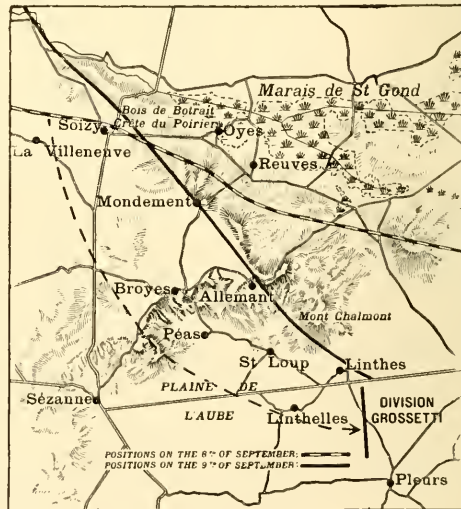 Marais de St Gond
Bois de Botrait
Crête du Poirier
Soizy
Oyes
La Villeneuve
Reuves
Mondement
Broyes
Allemant
Mont Chalmont
Péas
St Loup
Linthes
Sézanne
PLAINE DE
L'AUBE
Linthelles
DIVISION
GROSSETTI
POSITIONS ON THE 8TH OF SEPTEMBER:
POSITIONS ON THE 9TH OF SEPTEMBER:
Pleurs